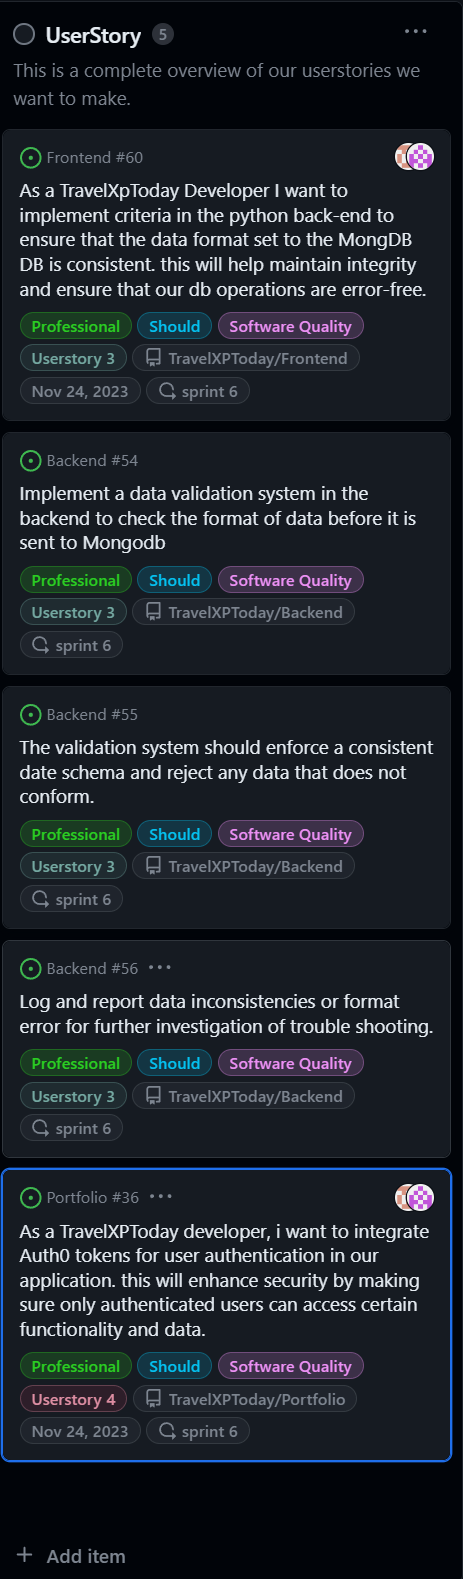 UserStory 5
This is a complete overview of our userstories we
want to make.
Frontend #60
As a TravelXpToday Developer I want to
implement criteria in the python back-end to
ensure that the data format set to the MongDB
DB is consistent. this will help maintain integrity
and ensure that our db operations are error-free.
Professional Should Software Quality
Userstory 3 TravelXPToday/Frontend
Nov 24, 2023 sprint 6
Backend #54
Implement a data validation system in the
backend to check the format of data before it is
sent to Mongodb
Professional Should Software Quality
Userstory 3 TravelXPToday/Backend
sprint 6
Backend #55
The validation system should enforce a consistent
date schema and reject any data that does not
conform.
Professional Should Software Quality
Userstory 3 TravelXPToday/Backend
sprint 6
Backend #56
Log and report data inconsistencies or format
error for further investigation of trouble shooting.
Professional Should Software Quality
Userstory 3 TravelXPToday/Backend
sprint 6
Portfolio #36
As a TravelXPToday developer, i want to integrate
Auth0 tokens for user authentication in our
application. this will enhance security by making
sure only authenticated users can access certain
functionality and data.
Professional Should Software Quality
Userstory 4 TravelXPToday/Portfolio
Nov 24, 2023 sprint 6
+ Add item